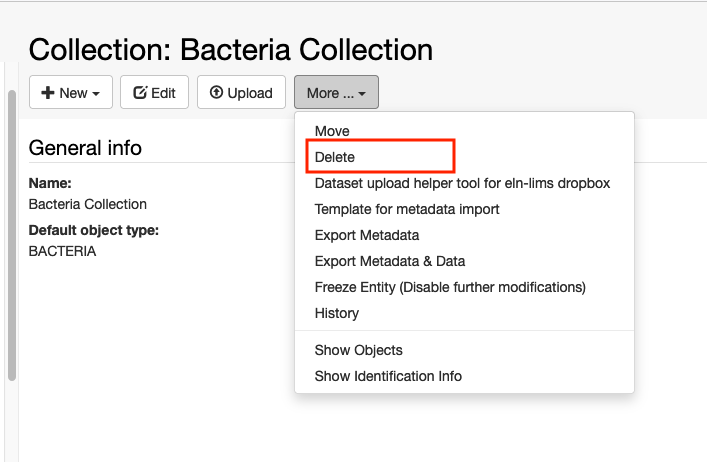 Collection: Bacteria Collection
New
Edit
Upload
More ...
Move
Delete
Dataset upload helper tool for eln-lims dropbox
Template for metadata import
Export Metadata
Export Metadata & Data
Freeze Entity (Disable further modifications)
History
Show Objects
Show Identification Info
General info
Name:
Bacteria Collection
Default object type:
BACTERIA